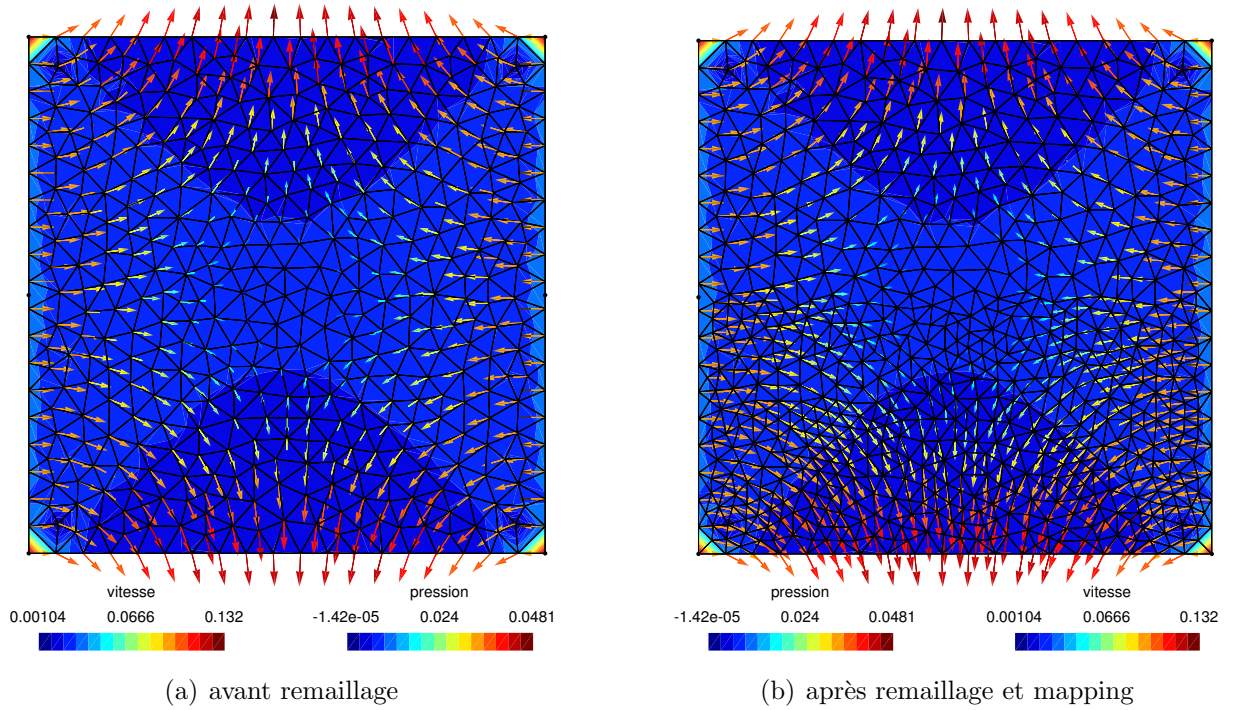 vitesse
0.00104 0.0666 0.132
pression
-1.42e-05 0.024 0.0481
(a) avant remaillage
pression
-1.42e-05 0.024 0.0481
vitesse
0.00104 0.0666 0.132
(b) après remaillage et mapping